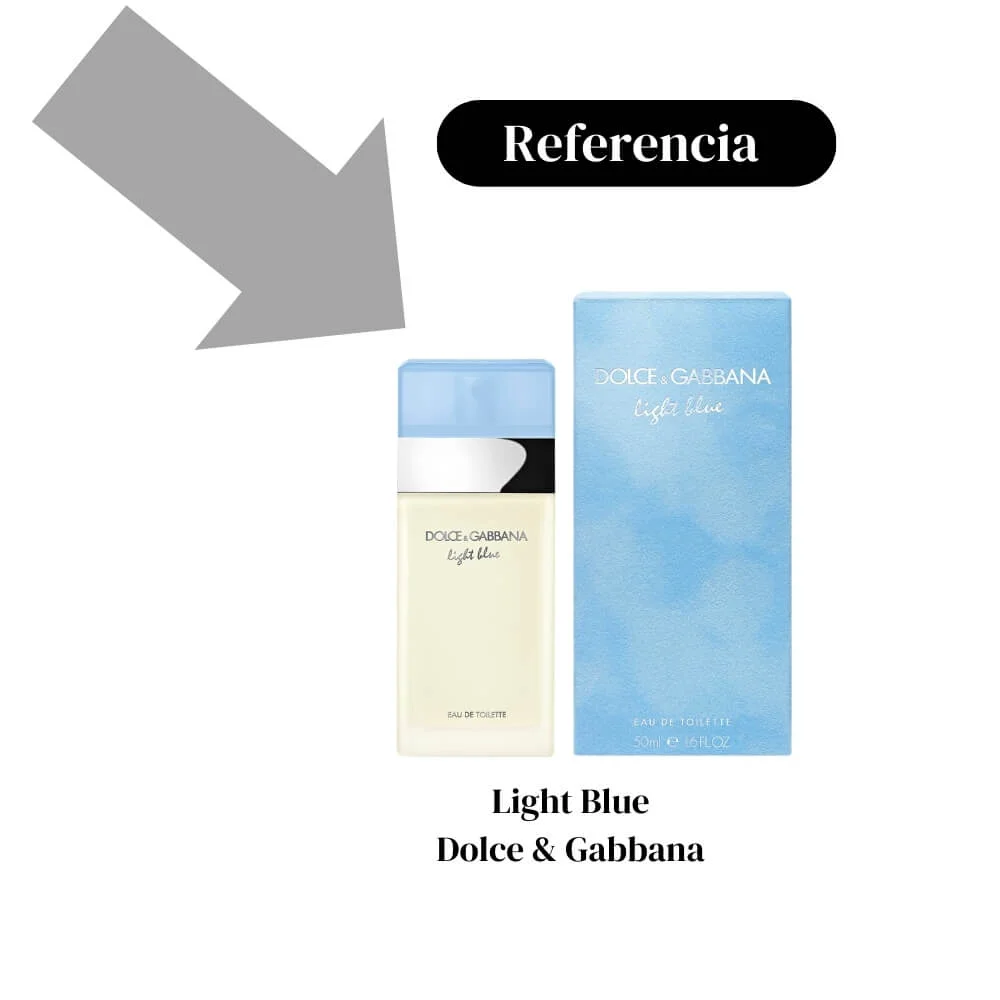 Referencia
DOLCE & GABBANA
light blue
DOLCE & GABBANA
light blue
EAU DE TOILETTE
EAU DE TOILETTE
50ml e 1.6 FL.OZ
Light Blue
Dolce & Gabbana